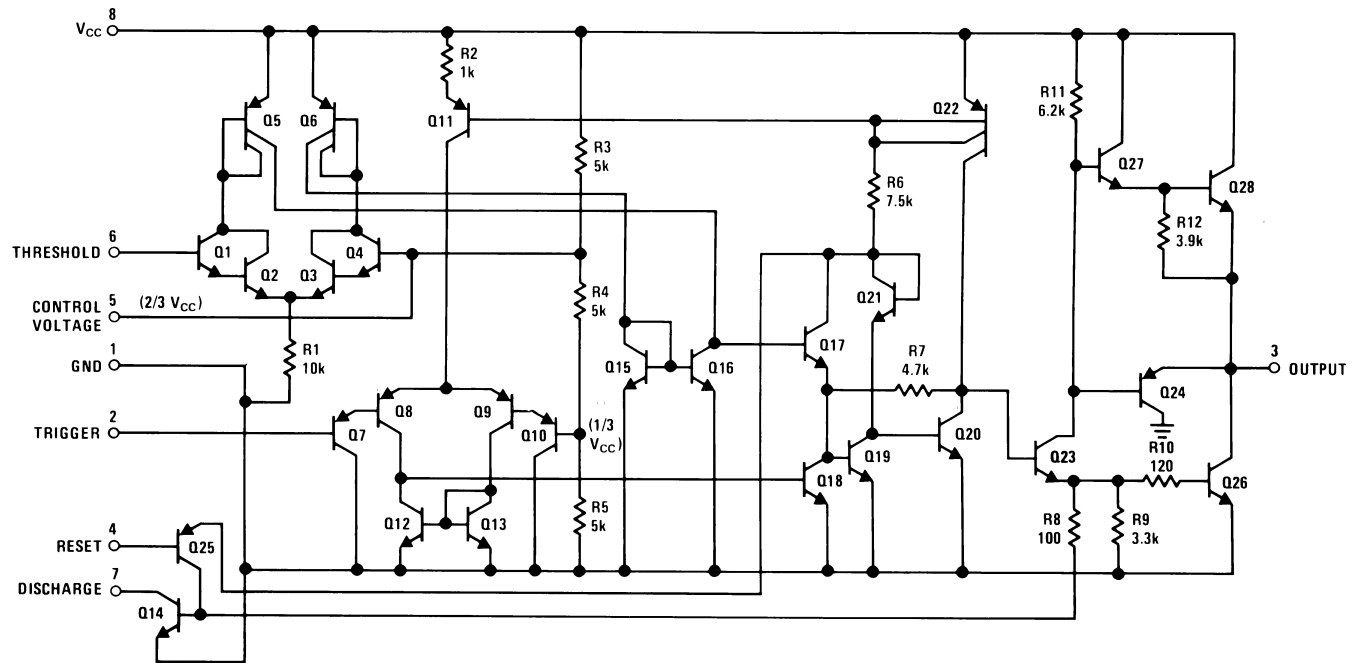 8
VCC
R2
1k
Q5
Q6
Q11
Q22
R11
6.2k
R3
5k
Q27
Q28
R6
7.5k
R12
3.9k
6
THRESHOLD
Q1
Q2
Q3
Q4
CONTROL
VOLTAGE
5
(2/3 VCC)
R4
5k
Q21
R1
10k
GND
1
Q15
Q16
Q17
R7
4.7k
3
OUTPUT
Q24
2
TRIGGER
Q7
Q8
Q9
Q10
(1/3
VCC)
Q19
Q20
Q23
R10
120
Q18
Q26
Q12
Q13
R5
5k
R8
100
R9
3.3k
4
RESET
Q25
7
DISCHARGE
Q14